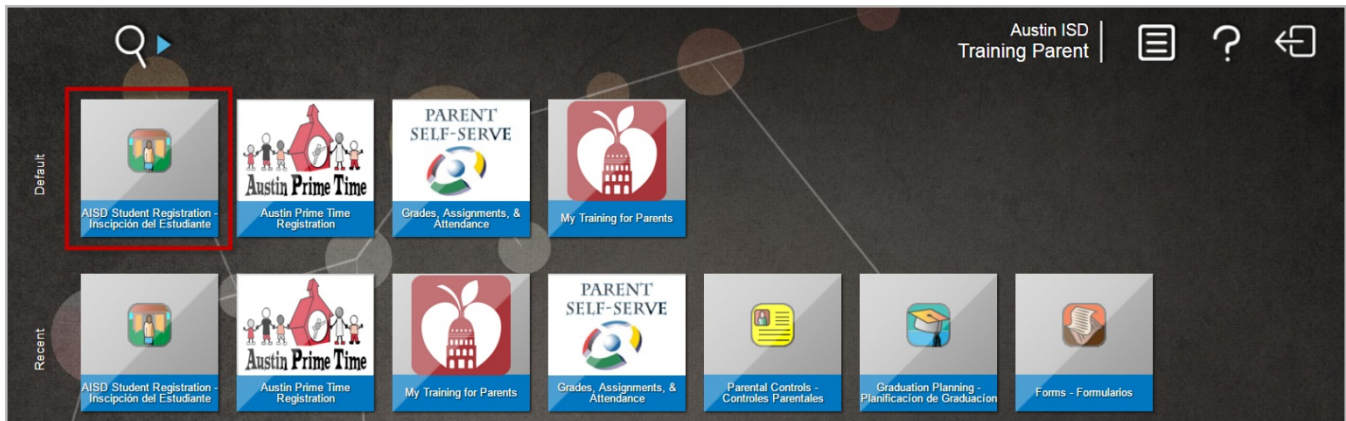 Austin ISD
Training Parent
?
Default
AISD Student Registration -
Inscipción del Estudiante
Austin Prime Time
Austin Prime Time
Registration
PARENT
SELF-SERVE
Grades, Assignments, &
Attendance
My Training for Parents
Recent
AISD Student Registration -
Inscipción del Estudiante
Austin Prime Time
Austin Prime Time
Registration
My Training for Parents
PARENT
SELF-SERVE
Grades, Assignments, &
Attendance
Parental Controls -
Controles Parentales
Graduation Planning -
Planificacion de Graduacion
Forms - Formularios